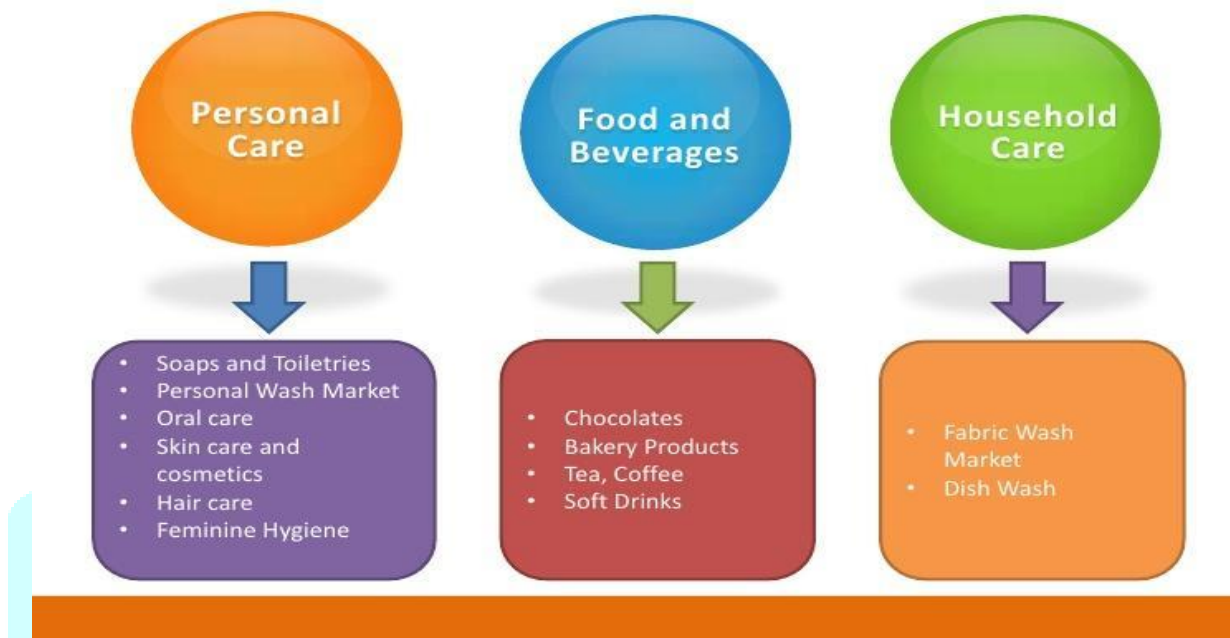 Personal
Care
Food and
Beverages
Household
Care
• Soaps and Toiletries
• Personal Wash Market
• Oral care
• Skin care and
cosmetics
• Hair care
• Feminine Hygiene
• Chocolates
• Bakery Products
• Tea, Coffee
• Soft Drinks
• Fabric Wash
Market
• Dish Wash